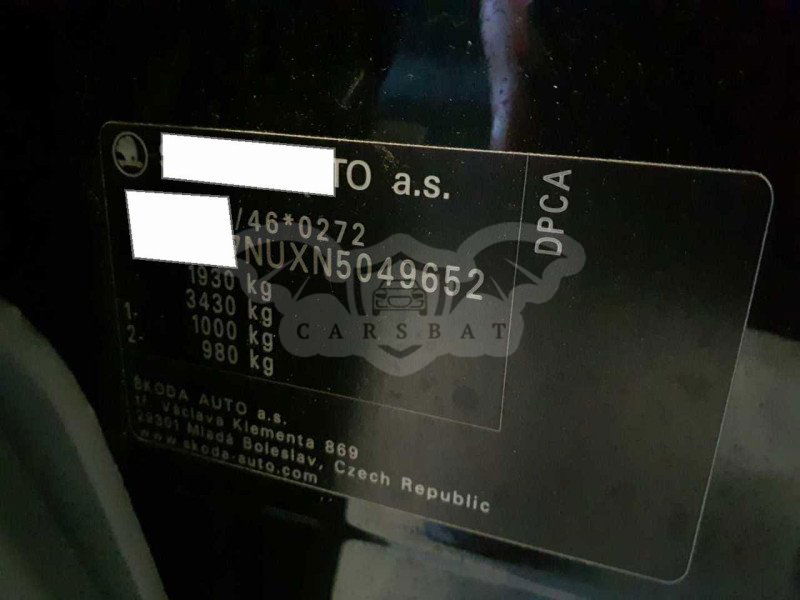 TO a.s.
/46*0272
NUXN5049652
1930 kg
3430 kg
1- 1000 kg
2- 980 kg
ŠKODA AUTO a.s.
tř. Václava Klementa 869
29301 Mladá Boleslav, Czech Republic
www.skoda-auto.com
DPCA
CARSBAT